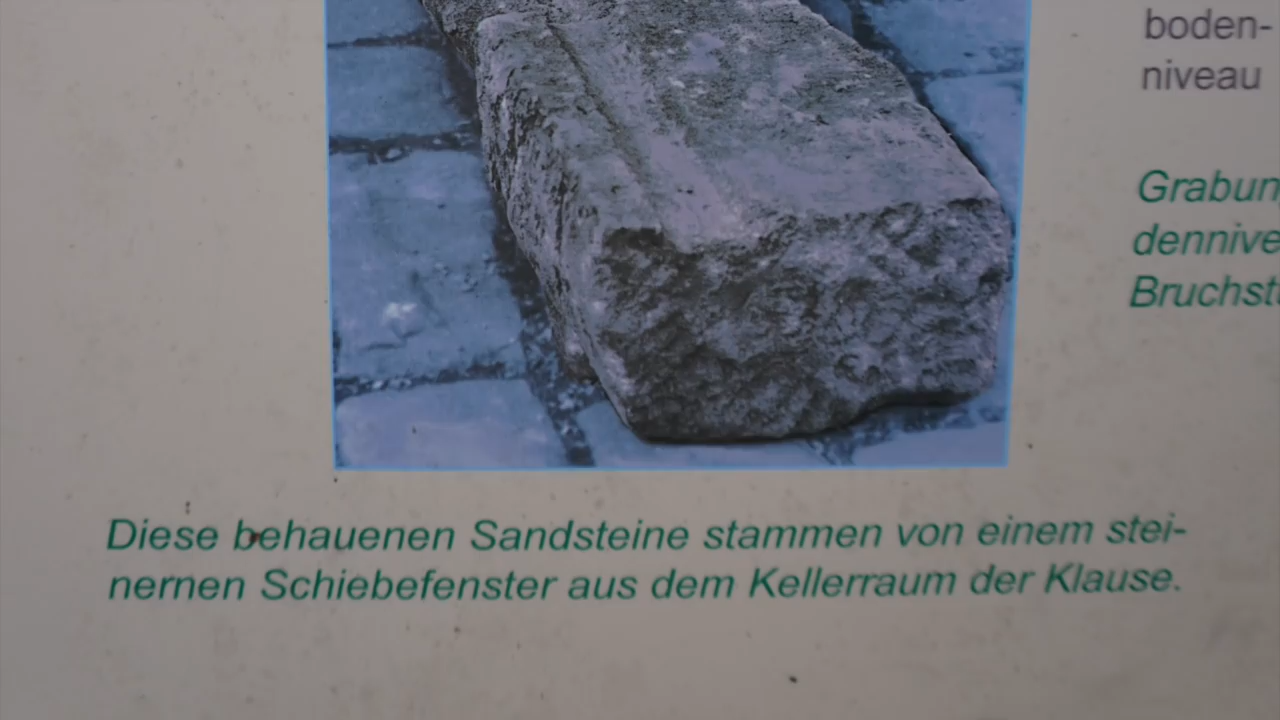 boden-
niveau
Diese behauenen Sandsteine stammen von einem stei-
nernen Schiebefenster aus dem Kellerraum der Klause.